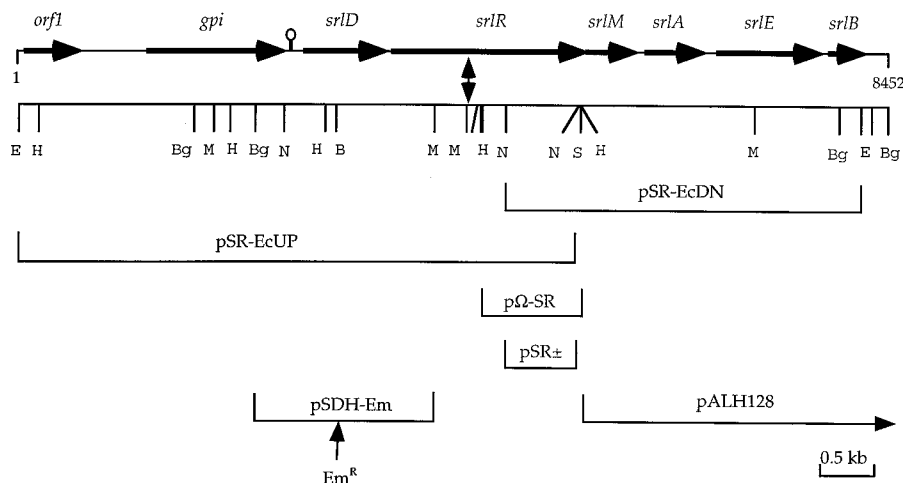 orf1 gpi srlD srlR srlM srlA srlE srlB
1 8452
E H Bg M H Bg N H B M M H N N S H M Bg E Bg
pSR-EcDN
pSR-EcUP
pΩ-SR
pSR±
pSDH-Em pALH128
0.5 kb
Em^R